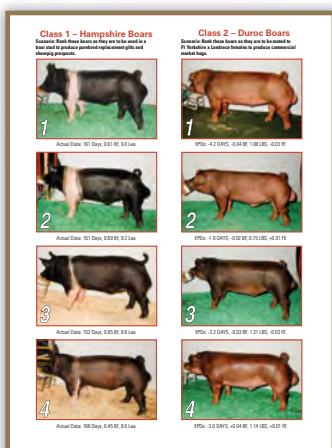 Class 1 – Hampshire Boars
Scenario: Rank these boars as they are to be used in a
boar stud to produce purebred replacement gilts and
showpig prospects.
1
Actual Data: 161 Days, 0.61 BF, 9.0 Lea
2
Actual Data: 161 Days, 0.69 BF, 9.2 Lea
3
Actual Data: 152 Days, 0.65 BF, 8.8 Lea
4
Actual Data: 166 Days, 0.45 BF, 8.8 Lea
Class 2 – Duroc Boars
Scenario: Rank these boars as they are to be mated to
F1 Yorkshire x Landrace females to produce commercial
market hogs.
1
EPDs: -4.2 DAYS, -0.04 BF, 1.08 LBS, -0.03 FE
2
EPDs: -1.9 DAYS, -0.02 BF, 0.75 LBS, +0.01 FE
3
EPDs: -3.2 DAYS, -0.03 BF, 1.21 LBS, -0.03 FE
4
EPDs: -3.0 DAYS, +0.04 BF, 1.14 LBS, +0.01 FE